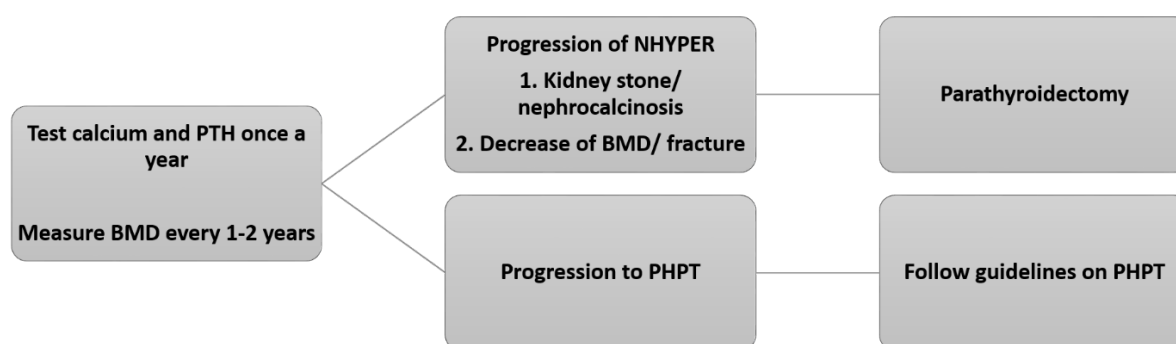 Test calcium and PTH once a
year
Measure BMD every 1-2 years
Progression of NHYPER
1. Kidney stone/
nephrocalcinosis
2. Decrease of BMD/ fracture
Parathyroidectomy
Progression to PHPT
Follow guidelines on PHPT